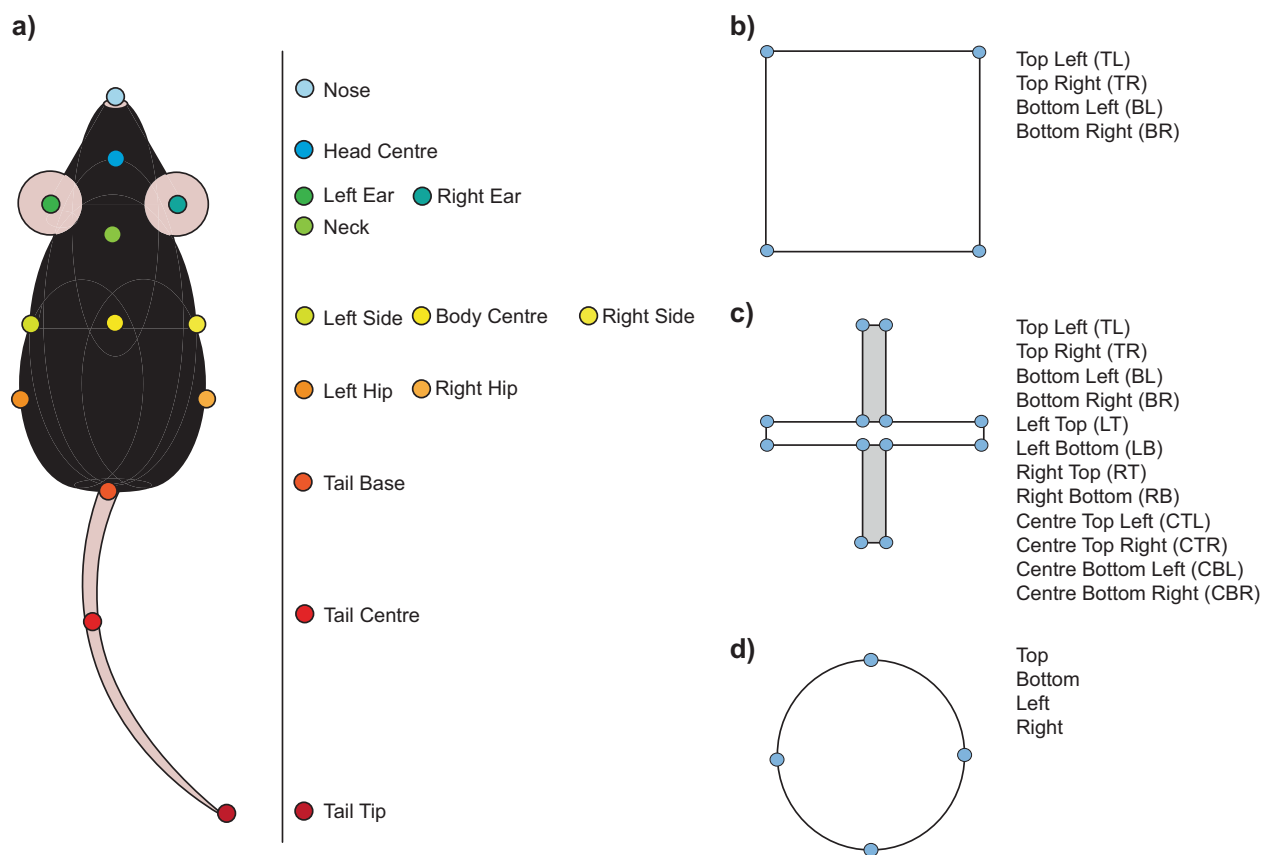 a)
Nose
Head Centre
Left Ear Right Ear
Neck
Left Side Body Centre Right Side
Left Hip Right Hip
Tail Base
Tail Centre
Tail Tip
b)
Top Left (TL)
Top Right (TR)
Bottom Left (BL)
Bottom Right (BR)
c)
Top Left (TL)
Top Right (TR)
Bottom Left (BL)
Bottom Right (BR)
Left Top (LT)
Left Bottom (LB)
Right Top (RT)
Right Bottom (RB)
Centre Top Left (CTL)
Centre Top Right (CTR)
Centre Bottom Left (CBL)
Centre Bottom Right (CBR)
d)
Top
Bottom
Left
Right